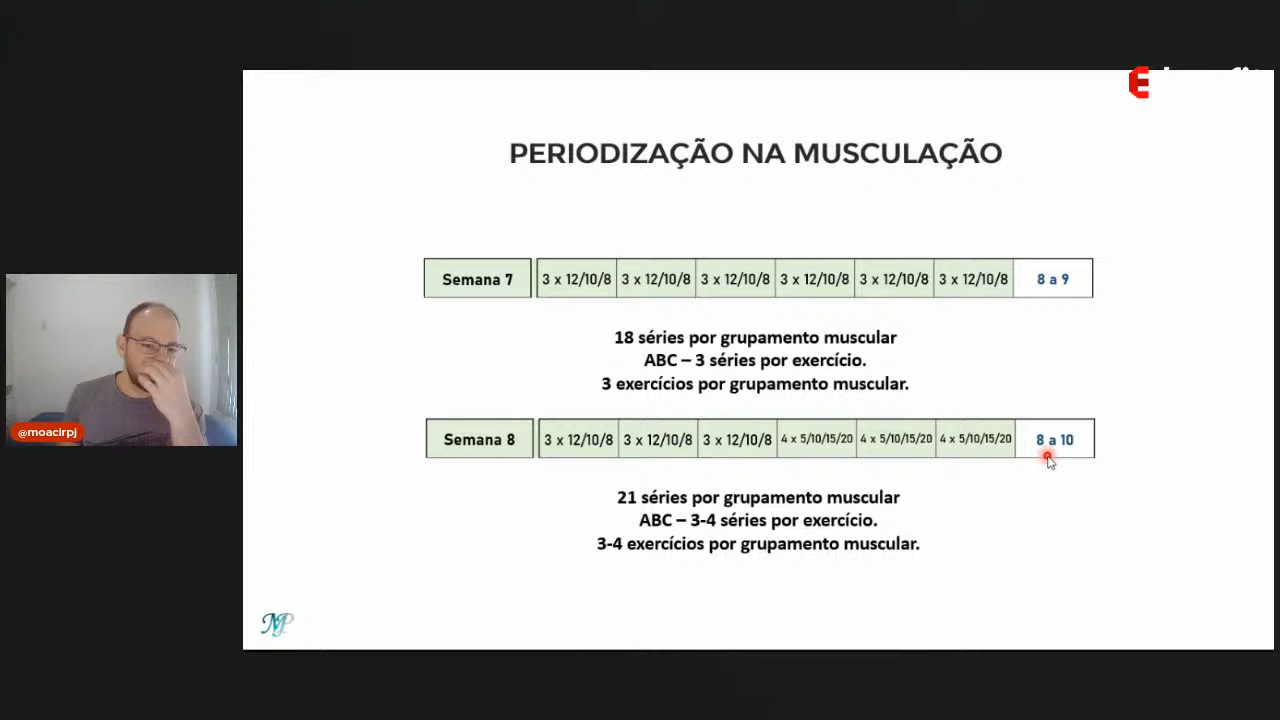 PERIODIZAÇÃO NA MUSCULAÇÃO
Semana 7 3 x 12/10/8 3 x 12/10/8 3 x 12/10/8 3 x 12/10/8 3 x 12/10/8 3 x 12/10/8 8 a 9
18 séries por grupamento muscular
ABC – 3 séries por exercício.
3 exercícios por grupamento muscular.
@moacirpj
Semana 8 3 x 12/10/8 3 x 12/10/8 3 x 12/10/8 4 x 5/10/15/20 4 x 5/10/15/20 4 x 5/10/15/20 8 a 10
21 séries por grupamento muscular
ABC – 3-4 séries por exercício.
3-4 exercícios por grupamento muscular.
MP